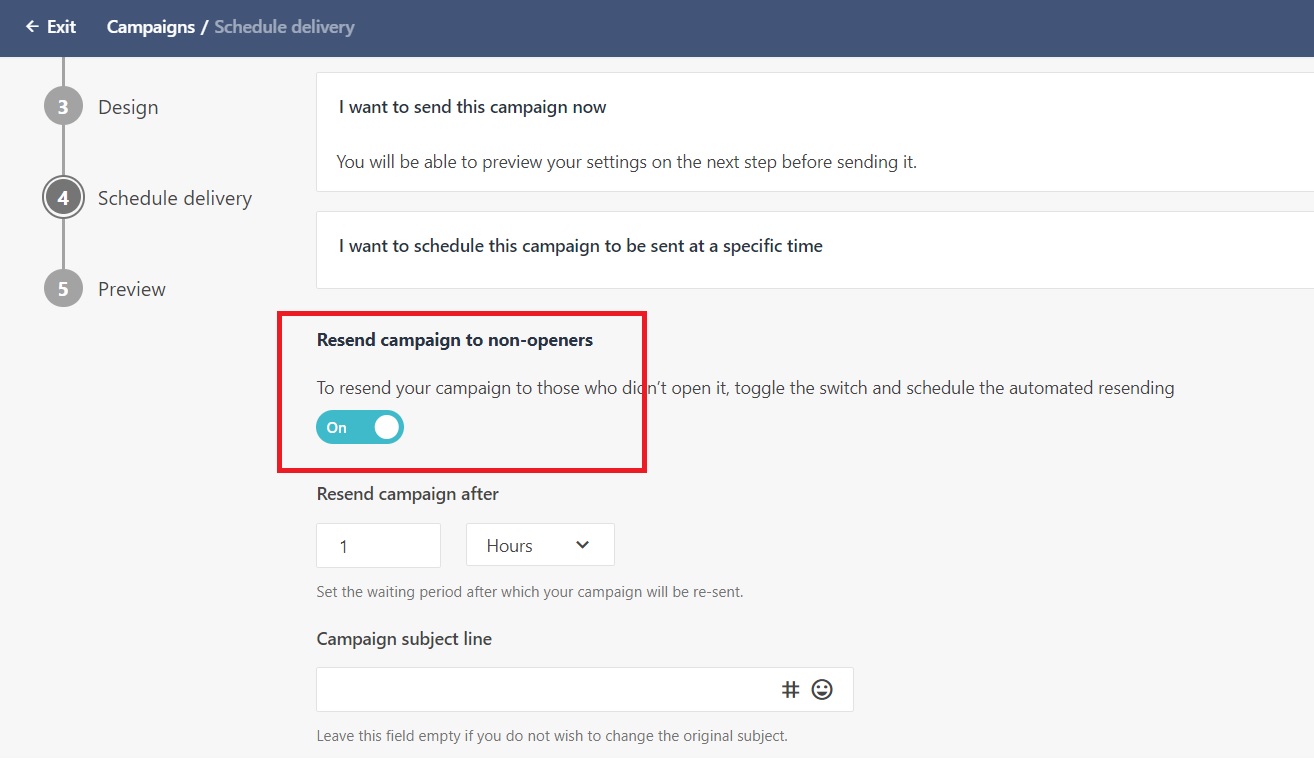 Exit Campaigns / Schedule delivery
3 Design
4 Schedule delivery
5 Preview
I want to send this campaign now
You will be able to preview your settings on the next step before sending it.
I want to schedule this campaign to be sent at a specific time
Resend campaign to non-openers
To resend your campaign to those who didn't open it, toggle the switch and schedule the automated resending
On
Resend campaign after
1 Hours
Set the waiting period after which your campaign will be re-sent.
Campaign subject line
#
Leave this field empty if you do not wish to change the original subject.